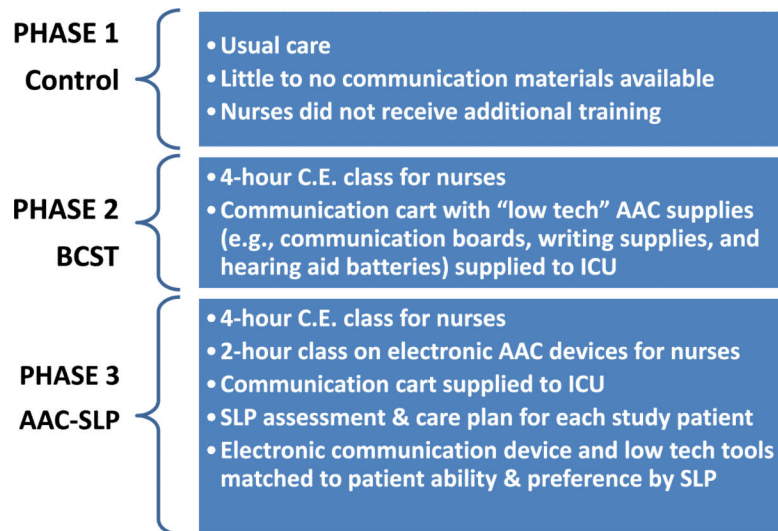 PHASE 1
Control
• Usual care
• Little to no communication materials available
• Nurses did not receive additional training
PHASE 2
BCST
• 4-hour C.E. class for nurses
• Communication cart with “low tech” AAC supplies
(e.g., communication boards, writing supplies, and
hearing aid batteries) supplied to ICU
PHASE 3
AAC-SLP
• 4-hour C.E. class for nurses
• 2-hour class on electronic AAC devices for nurses
• Communication cart supplied to ICU
• SLP assessment & care plan for each study patient
• Electronic communication device and low tech tools
matched to patient ability & preference by SLP